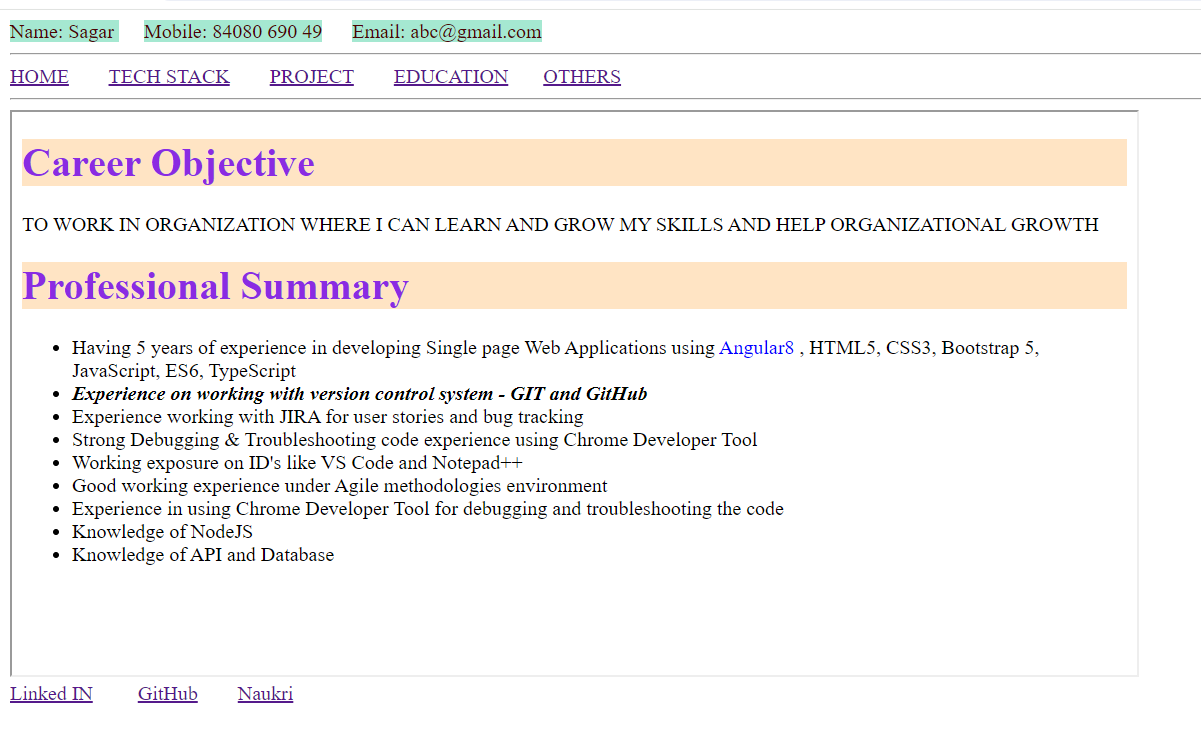 Name: Sagar Mobile: 84080 690 49 Email: abc@gmail.com
HOME TECH STACK PROJECT EDUCATION OTHERS
Career Objective
TO WORK IN ORGANIZATION WHERE I CAN LEARN AND GROW MY SKILLS AND HELP ORGANIZATIONAL GROWTH
Professional Summary
• Having 5 years of experience in developing Single page Web Applications using Angular8 , HTML5, CSS3, Bootstrap 5,
JavaScript, ES6, TypeScript
• Experience on working with version control system - GIT and GitHub
• Experience working with JIRA for user stories and bug tracking
• Strong Debugging & Troubleshooting code experience using Chrome Developer Tool
• Working exposure on ID's like VS Code and Notepad++
• Good working experience under Agile methodologies environment
• Experience in using Chrome Developer Tool for debugging and troubleshooting the code
• Knowledge of NodeJS
• Knowledge of API and Database
Linked IN GitHub Naukri